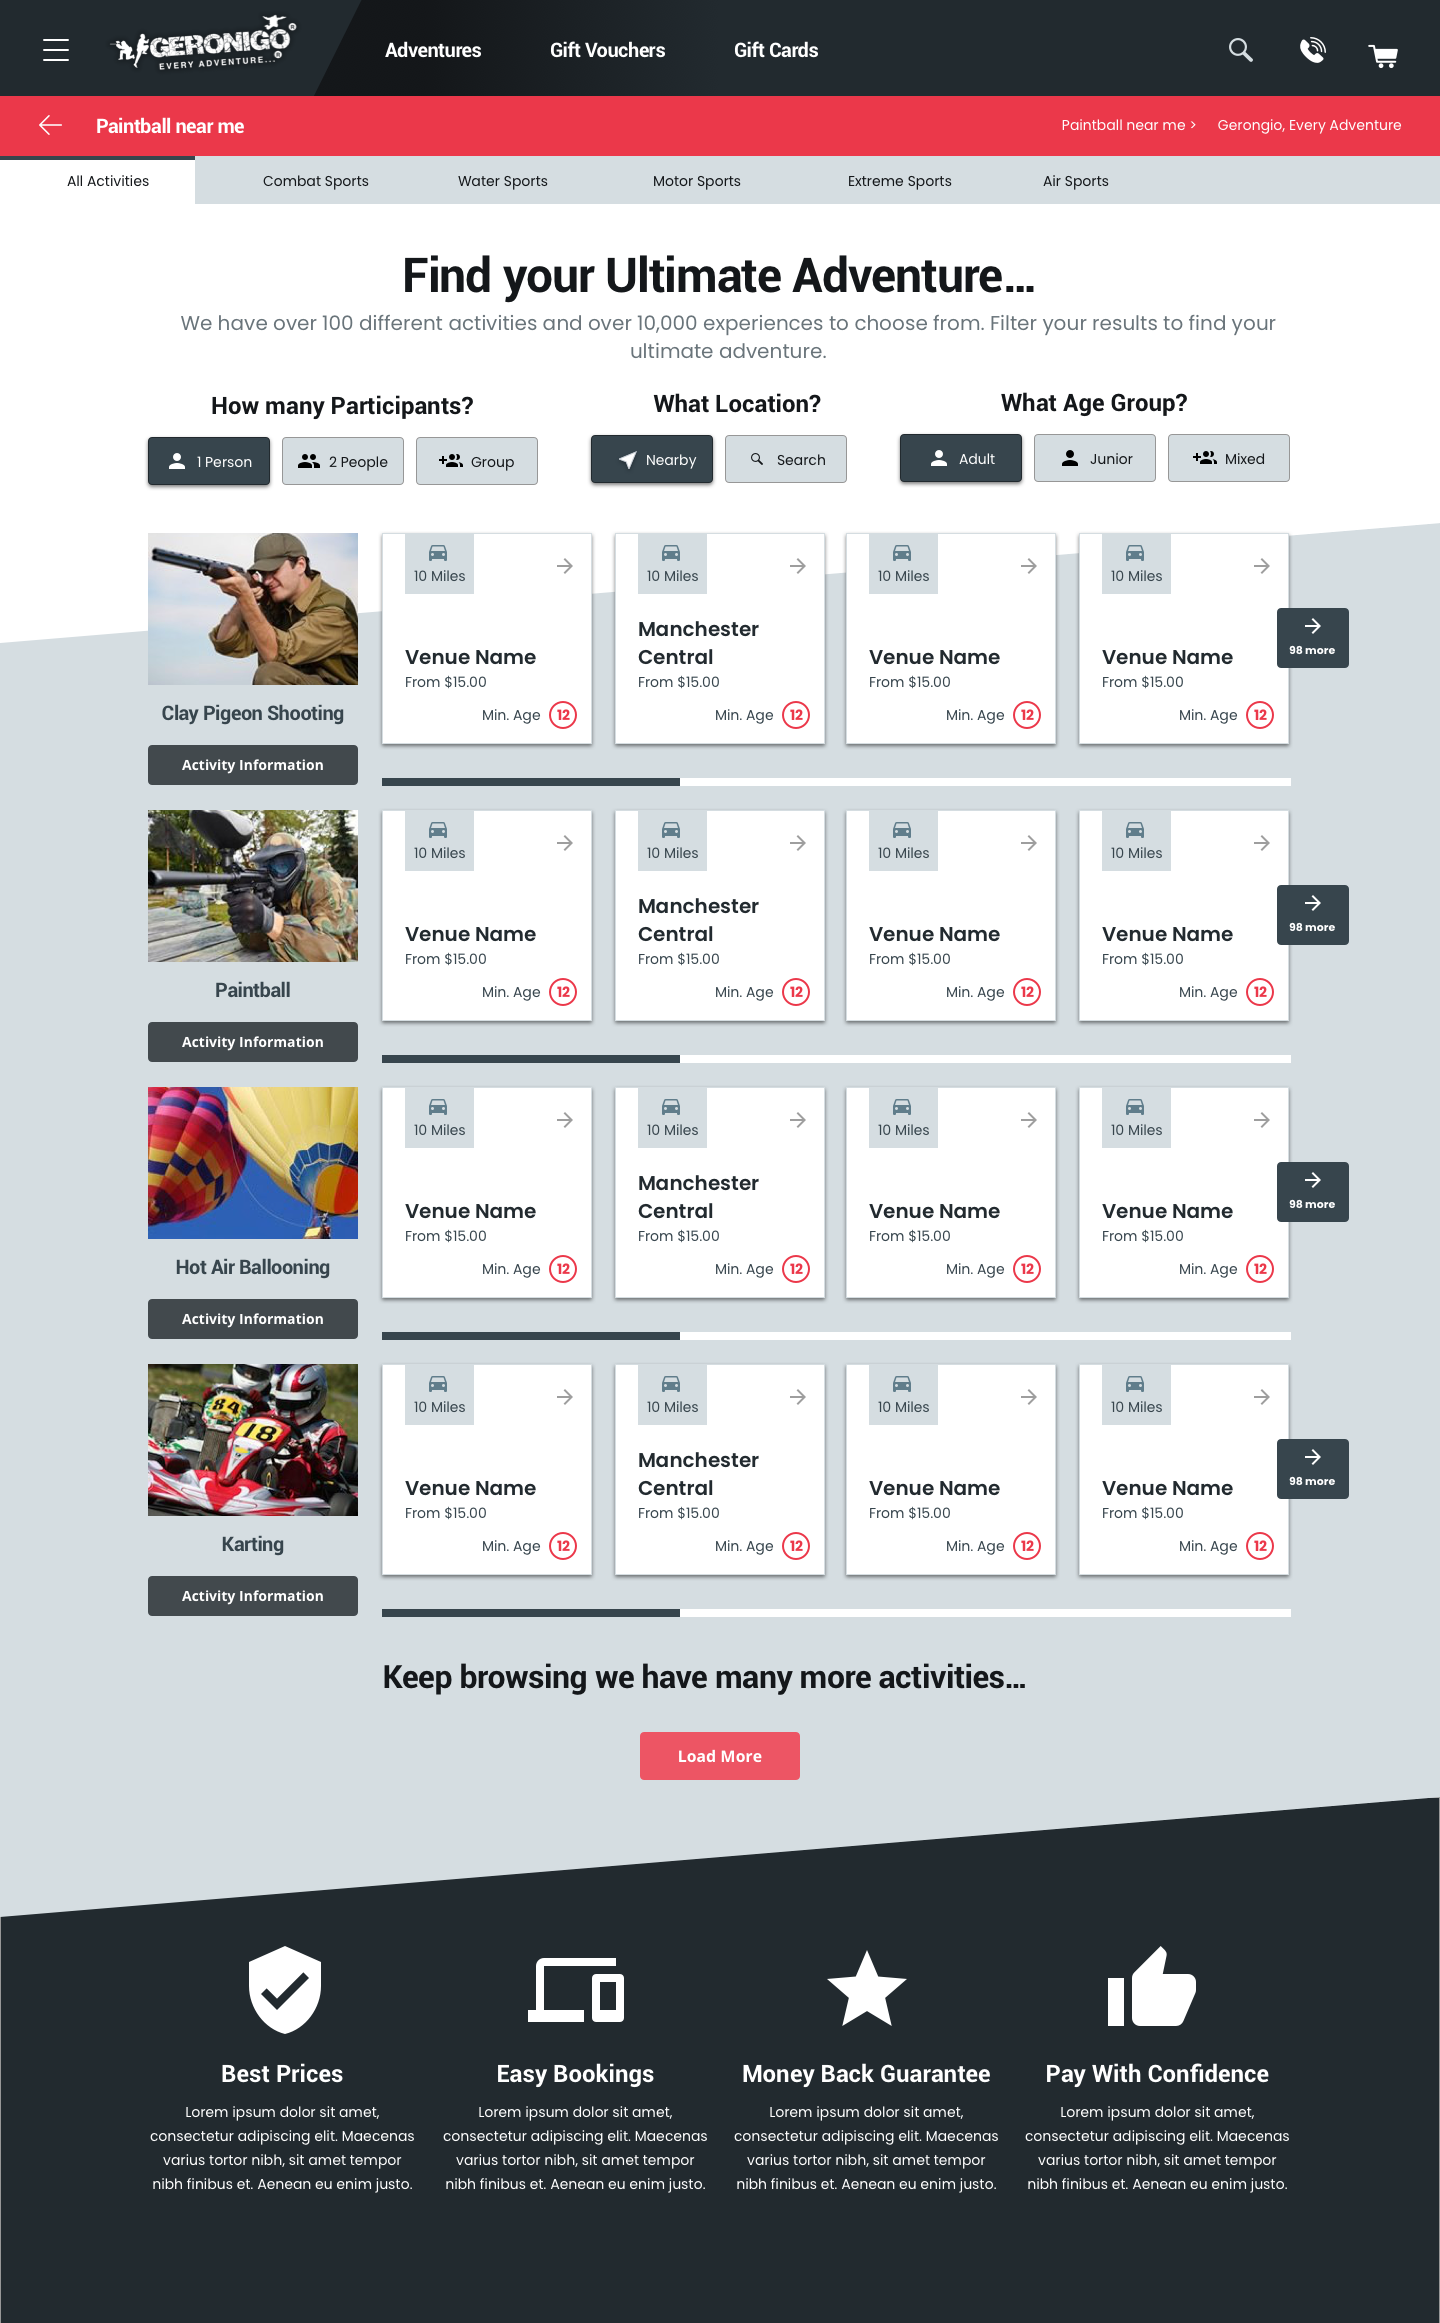 GERONIGO
EVERY ADVENTURE...
Adventures
Gift Vouchers
Gift Cards
Paintball near me
Paintball near me >
Gerongio, Every Adventure
All Activities
Combat Sports
Water Sports
Motor Sports
Extreme Sports
Air Sports
Find your Ultimate Adventure...
We have over 100 different activities and over 10,000 experiences to choose from. Filter your results to find your
ultimate adventure.
How many Participants?
1 Person
2 People
Group
What Location?
Nearby
Search
What Age Group?
Adult
Junior
Mixed
Clay Pigeon Shooting
Activity Information
10 Miles
Venue Name
From $15.00
Min. Age 12
10 Miles
Manchester
Central
From $15.00
Min. Age 12
10 Miles
Venue Name
From $15.00
Min. Age 12
10 Miles
Venue Name
From $15.00
Min. Age 12
98 more
Paintball
Activity Information
10 Miles
Venue Name
From $15.00
Min. Age 12
10 Miles
Manchester
Central
From $15.00
Min. Age 12
10 Miles
Venue Name
From $15.00
Min. Age 12
10 Miles
Venue Name
From $15.00
Min. Age 12
98 more
Hot Air Ballooning
Activity Information
10 Miles
Venue Name
From $15.00
Min. Age 12
10 Miles
Manchester
Central
From $15.00
Min. Age 12
10 Miles
Venue Name
From $15.00
Min. Age 12
10 Miles
Venue Name
From $15.00
Min. Age 12
98 more
84
18
Karting
Activity Information
10 Miles
Venue Name
From $15.00
Min. Age 12
10 Miles
Manchester
Central
From $15.00
Min. Age 12
10 Miles
Venue Name
From $15.00
Min. Age 12
10 Miles
Venue Name
From $15.00
Min. Age 12
98 more
Keep browsing we have many more activities...
Load More
Best Prices
Lorem ipsum dolor sit amet,
consectetur adipiscing elit. Maecenas
varius tortor nibh, sit amet tempor
nibh finibus et. Aenean eu enim justo.
Easy Bookings
Lorem ipsum dolor sit amet,
consectetur adipiscing elit. Maecenas
varius tortor nibh, sit amet tempor
nibh finibus et. Aenean eu enim justo.
Money Back Guarantee
Lorem ipsum dolor sit amet,
consectetur adipiscing elit. Maecenas
varius tortor nibh, sit amet tempor
nibh finibus et. Aenean eu enim justo.
Pay With Confidence
Lorem ipsum dolor sit amet,
consectetur adipiscing elit. Maecenas
varius tortor nibh, sit amet tempor
nibh finibus et. Aenean eu enim justo.